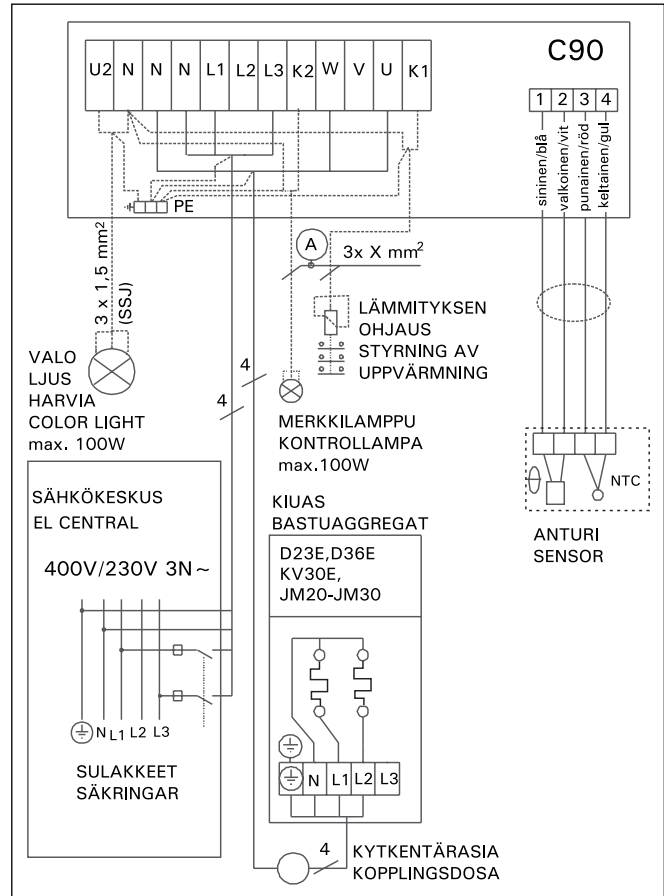 C90
U2 N N N L1 L2 L3 K2 W V U K1
1 2 3 4
sininen/blå
valkoinen/vit
punainen/röd
keltainen/gul
PE
A
3x X mm²
3 x 1,5 mm²
(SSJ)
LÄMMITYKSEN
OHJAUS
STYRNING AV
UPPVÄRMNING
VALO
LJUS
HARVIA
COLOR LIGHT
max. 100W
4
4
MERKKILAMPPU
KONTROLLAMPA
max.100W
NTC
ANTURI
SENSOR
SÄHKÖKESKUS
EL CENTRAL
400V/230V 3N~
N L1 L2 L3
SULAKKEET
SÄKRINGAR
KIUAS
BASTUAGGREGAT
D23E,D36E
KV30E,
JM20-JM30
N L1 L2 L3
4
KYTKENTÄRASIA
KOPPLINGSDOSA